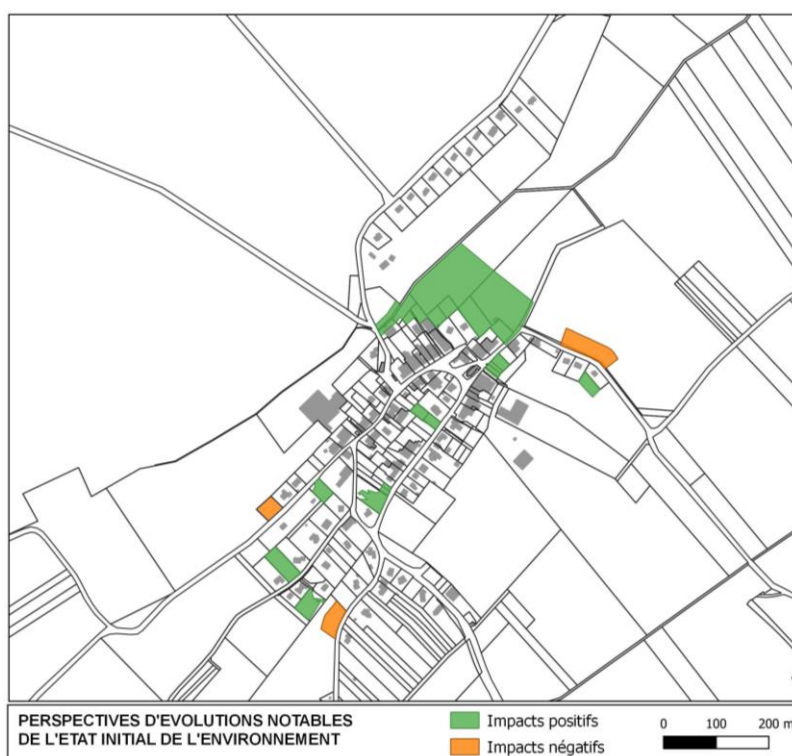 PERSPECTIVES D'EVOLUTIONS NOTABLES
DE L'ETAT INITIAL DE L'ENVIRONNEMENT
Impacts positifs
Impacts négatifs
0 100 200 m